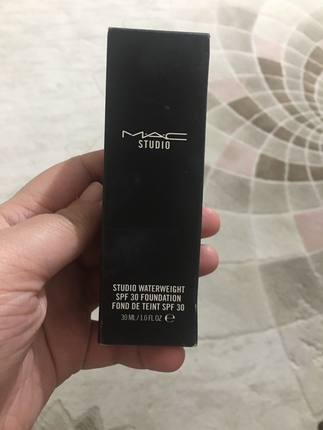 MAC
STUDIO
STUDIO WATERWEIGHT
SPF 30 FOUNDATION
FOND DE TEINT SPF 30
30 ML / 1.0 FL OZ ℮